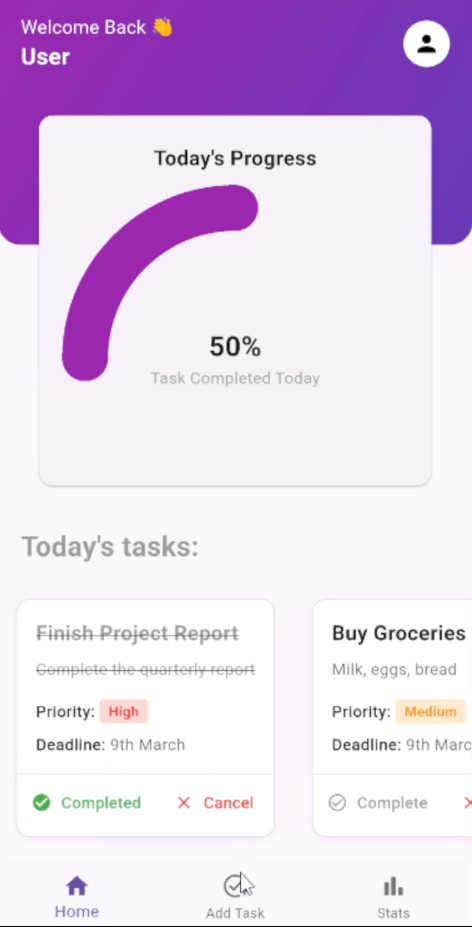 Welcome Back 👋
User
Today's Progress
50%
Task Completed Today
Today's tasks:
Finish Project Report
Complete the quarterly report
Priority: High
Deadline: 9th March
Completed
Cancel
Buy Groceries
Milk, eggs, bread
Priority: Medium
Deadline: 9th Marc
Complete
Home
Add Task
Stats